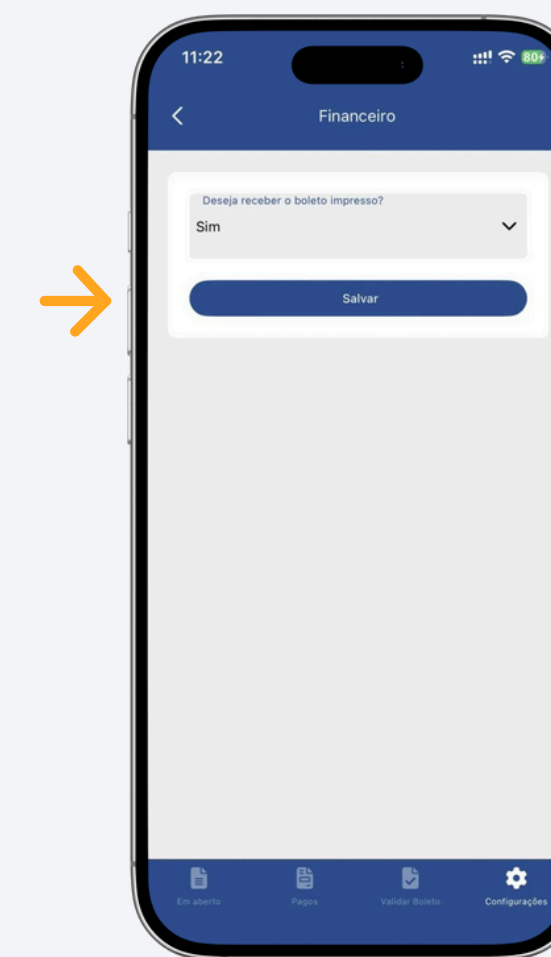 11:22
80
Financeiro
Deseja receber o boleto impresso?
Sim
Salvar
Em aberto
Pagos
Validar Boleto
Configurações